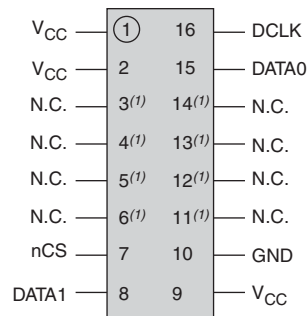 VCC 1 16 DCLK
VCC 2 15 DATA0
N.C. 3(1) 14(1) N.C.
N.C. 4(1) 13(1) N.C.
N.C. 5(1) 12(1) N.C.
N.C. 6(1) 11(1) N.C.
nCS 7 10 GND
DATA1 8 9 VCC